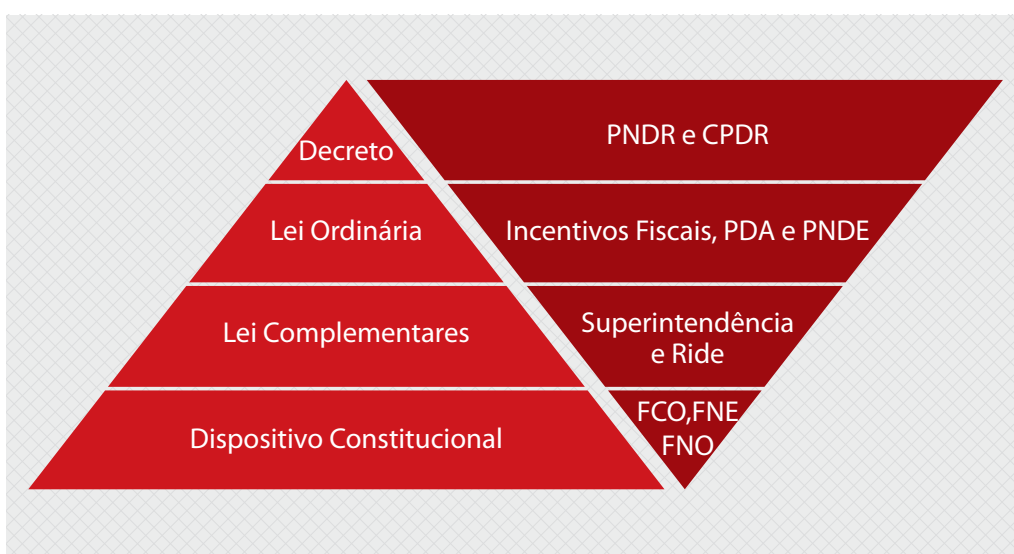 Decreto
PNDR e CPDR
Lei Ordinária
Incentivos Fiscais, PDA e PNDE
Lei Complementares
Superintendência
e Ride
Dispositivo Constitucional
FCO,FNE
FNO